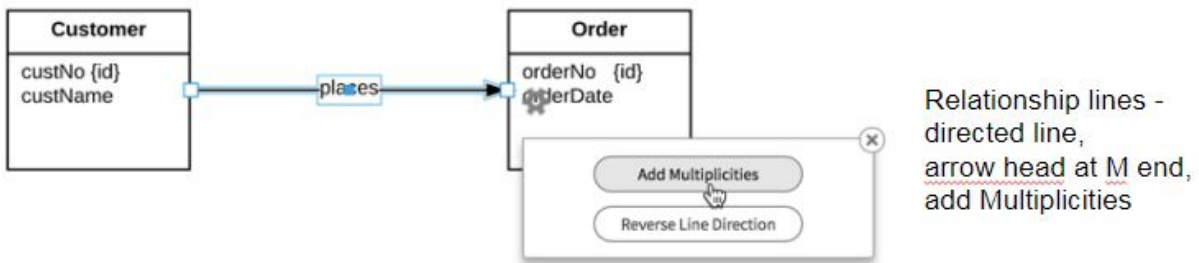 Customer
custNo {id}
custName
places
Order
orderNo {id}
orderDate
Add Multiplicities
Reverse Line Direction
Relationship lines -
directed line,
arrow head at M end,
add Multiplicities